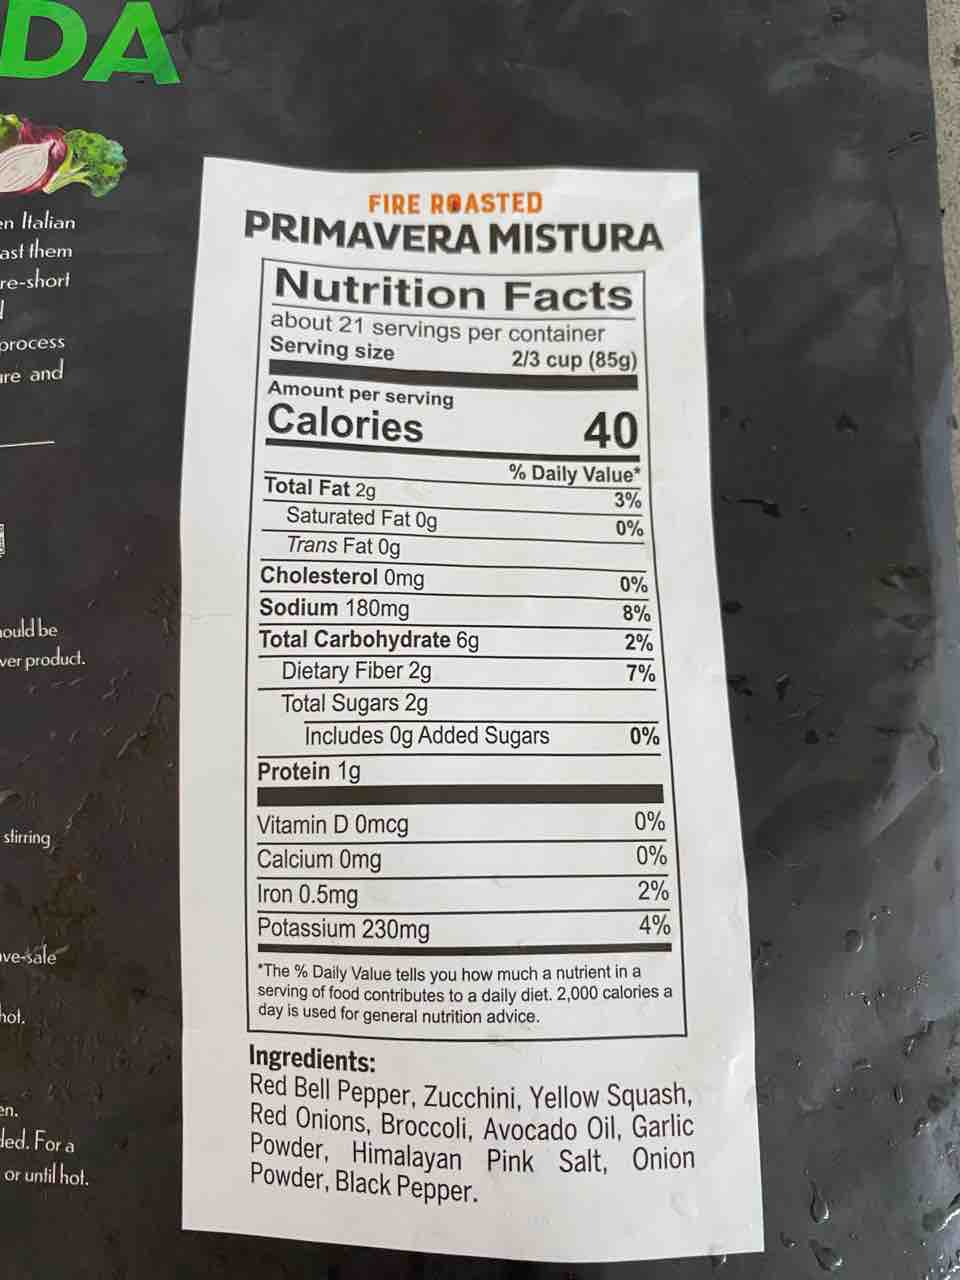 DA
en Italian
ast them
re-short
process
ure and
hould be
ver product.
stirring
ve-safe
hot.
en.
ded. For a
or until hot.
FIRE ROASTED
PRIMAVERA MISTURA
Nutrition Facts
about 21 servings per container
Serving size 2/3 cup (85g)
Amount per serving
Calories 40
% Daily Value*
Total Fat 2g 3%
Saturated Fat 0g 0%
Trans Fat 0g
Cholesterol 0mg 0%
Sodium 180mg 8%
Total Carbohydrate 6g 2%
Dietary Fiber 2g 7%
Total Sugars 2g
Includes 0g Added Sugars 0%
Protein 1g
Vitamin D 0mcg 0%
Calcium 0mg 0%
Iron 0.5mg 2%
Potassium 230mg 4%
*The % Daily Value tells you how much a nutrient in a
serving of food contributes to a daily diet. 2,000 calories a
day is used for general nutrition advice.
Ingredients:
Red Bell Pepper, Zucchini, Yellow Squash,
Red Onions, Broccoli, Avocado Oil, Garlic
Powder, Himalayan Pink Salt, Onion
Powder, Black Pepper.